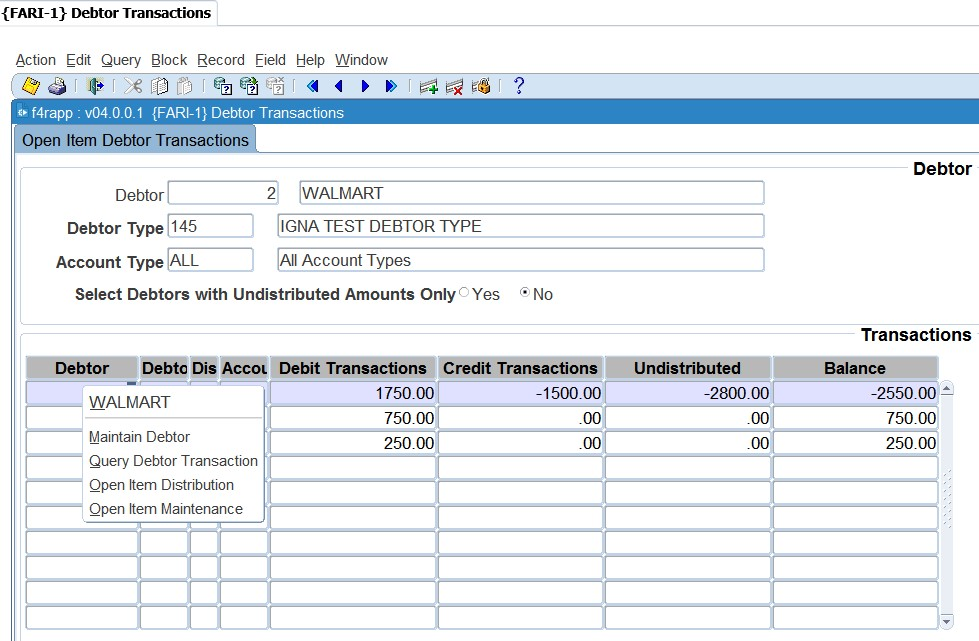 {FARI-1} Debtor Transactions
Action Edit Query Block Record Field Help Window
f4rapp : v04.0.0.1 {FARI-1} Debtor Transactions
Open Item Debtor Transactions
Debtor
Debtor 2 WALMART
Debtor Type 145 IGNA TEST DEBTOR TYPE
Account Type ALL All Account Types
Select Debtors with Undistributed Amounts Only Yes No
Transactions
Debtor Debto Dis Accou Debit Transactions Credit Transactions Undistributed Balance
1750.00 -1500.00 -2800.00 -2550.00
WALMART
750.00 .00 .00 750.00
Maintain Debtor
250.00 .00 .00 250.00
Query Debtor Transaction
Open Item Distribution
Open Item Maintenance